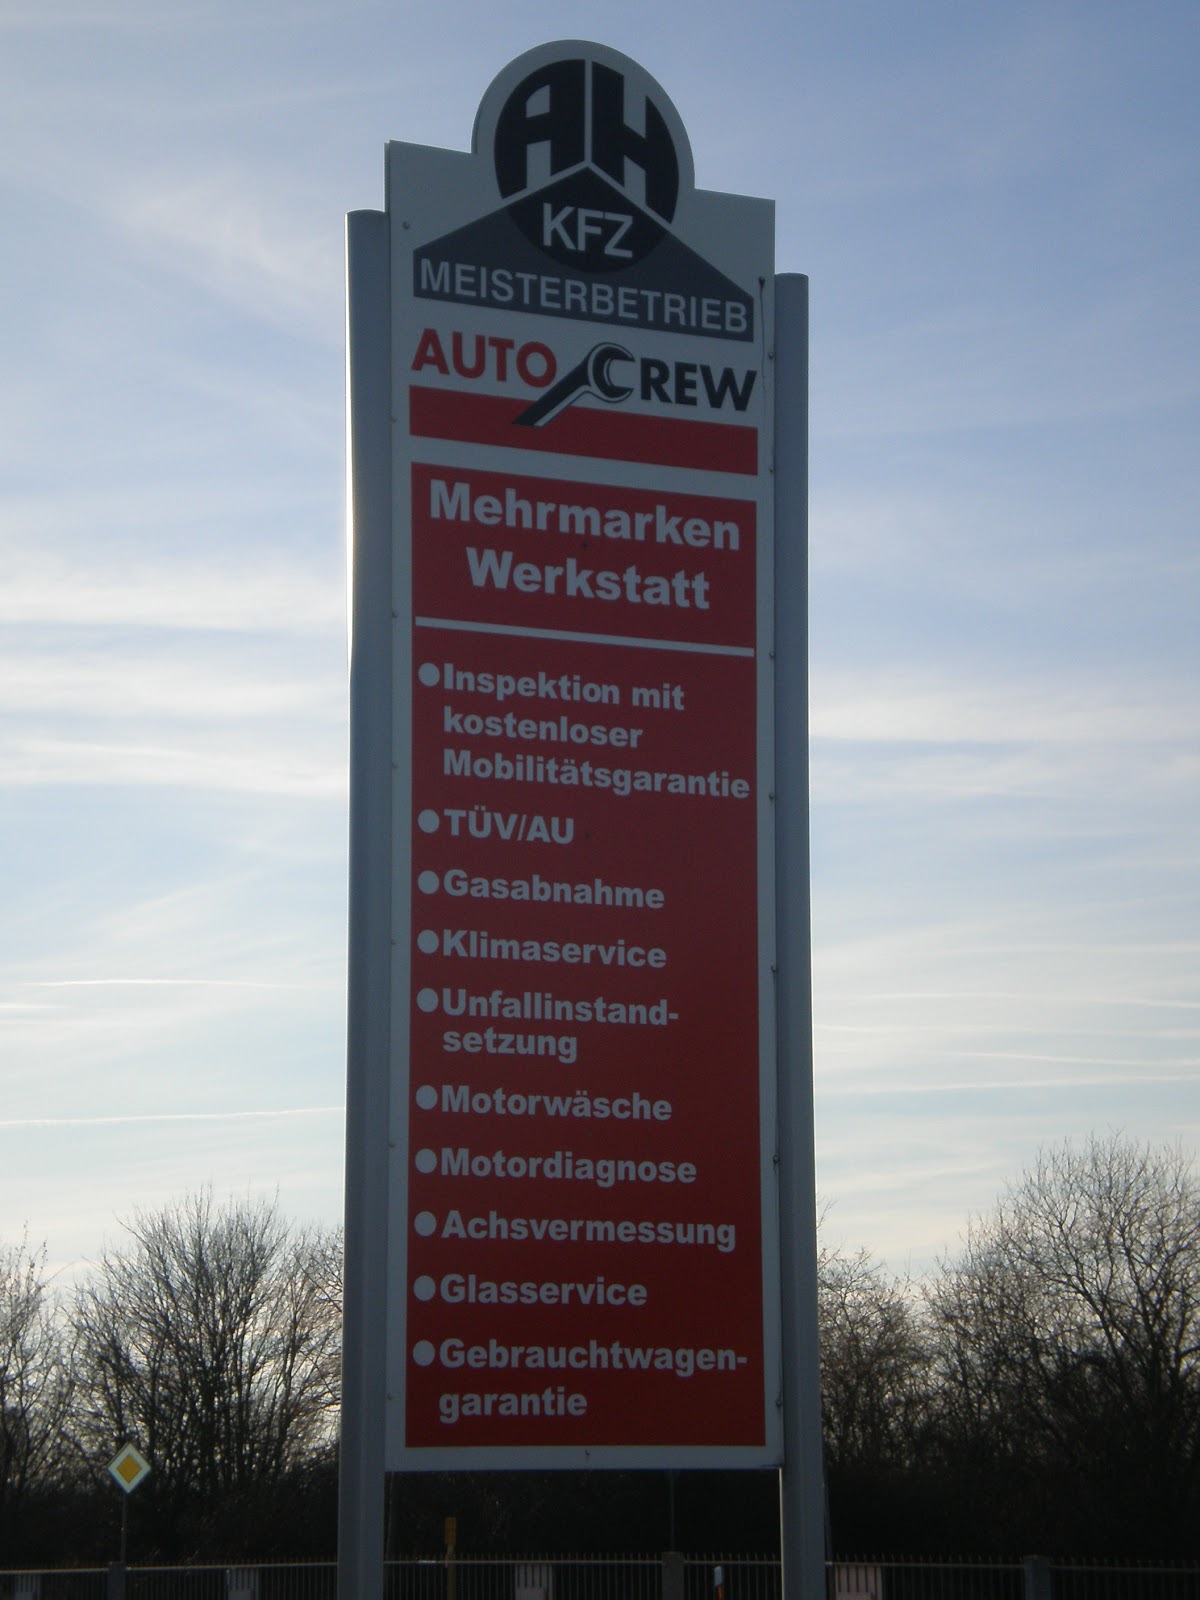 AH
KFZ
MEISTERBETRIEB
AUTO CREW
Mehrmarken
Werkstatt
Inspektion mit
kostenloser
Mobilitätsgarantie
TÜV/AU
Gasabnahme
Klimaservice
Unfallinstand-
setzung
Motorwäsche
Motordiagnose
Achsvermessung
Glasservice
Gebrauchtwagen-
garantie